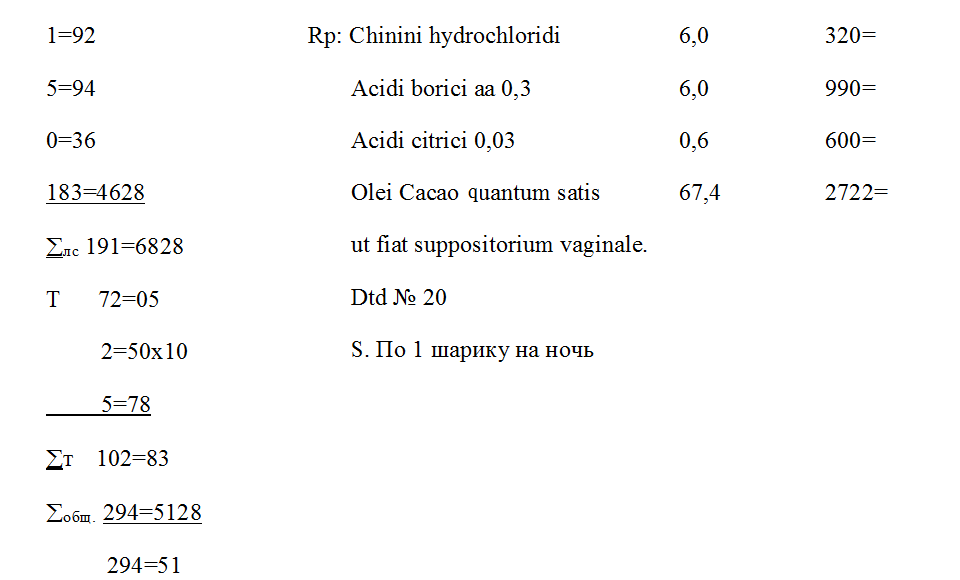 1=92 Rp: Chinini hydrochloridi 6,0 320=
5=94 Acidi borici aa 0,3 6,0 990=
0=36 Acidi citrici 0,03 0,6 600=
183=4628 Olei Cacao quantum satis 67,4 2722=
∑лс 191=6828 ut fiat suppositorium vaginale.
Т 72=05 Dtd № 20
2=50х10 S. По 1 шарику на ночь
5=78
∑Т 102=83
∑общ. 294=5128
294=51